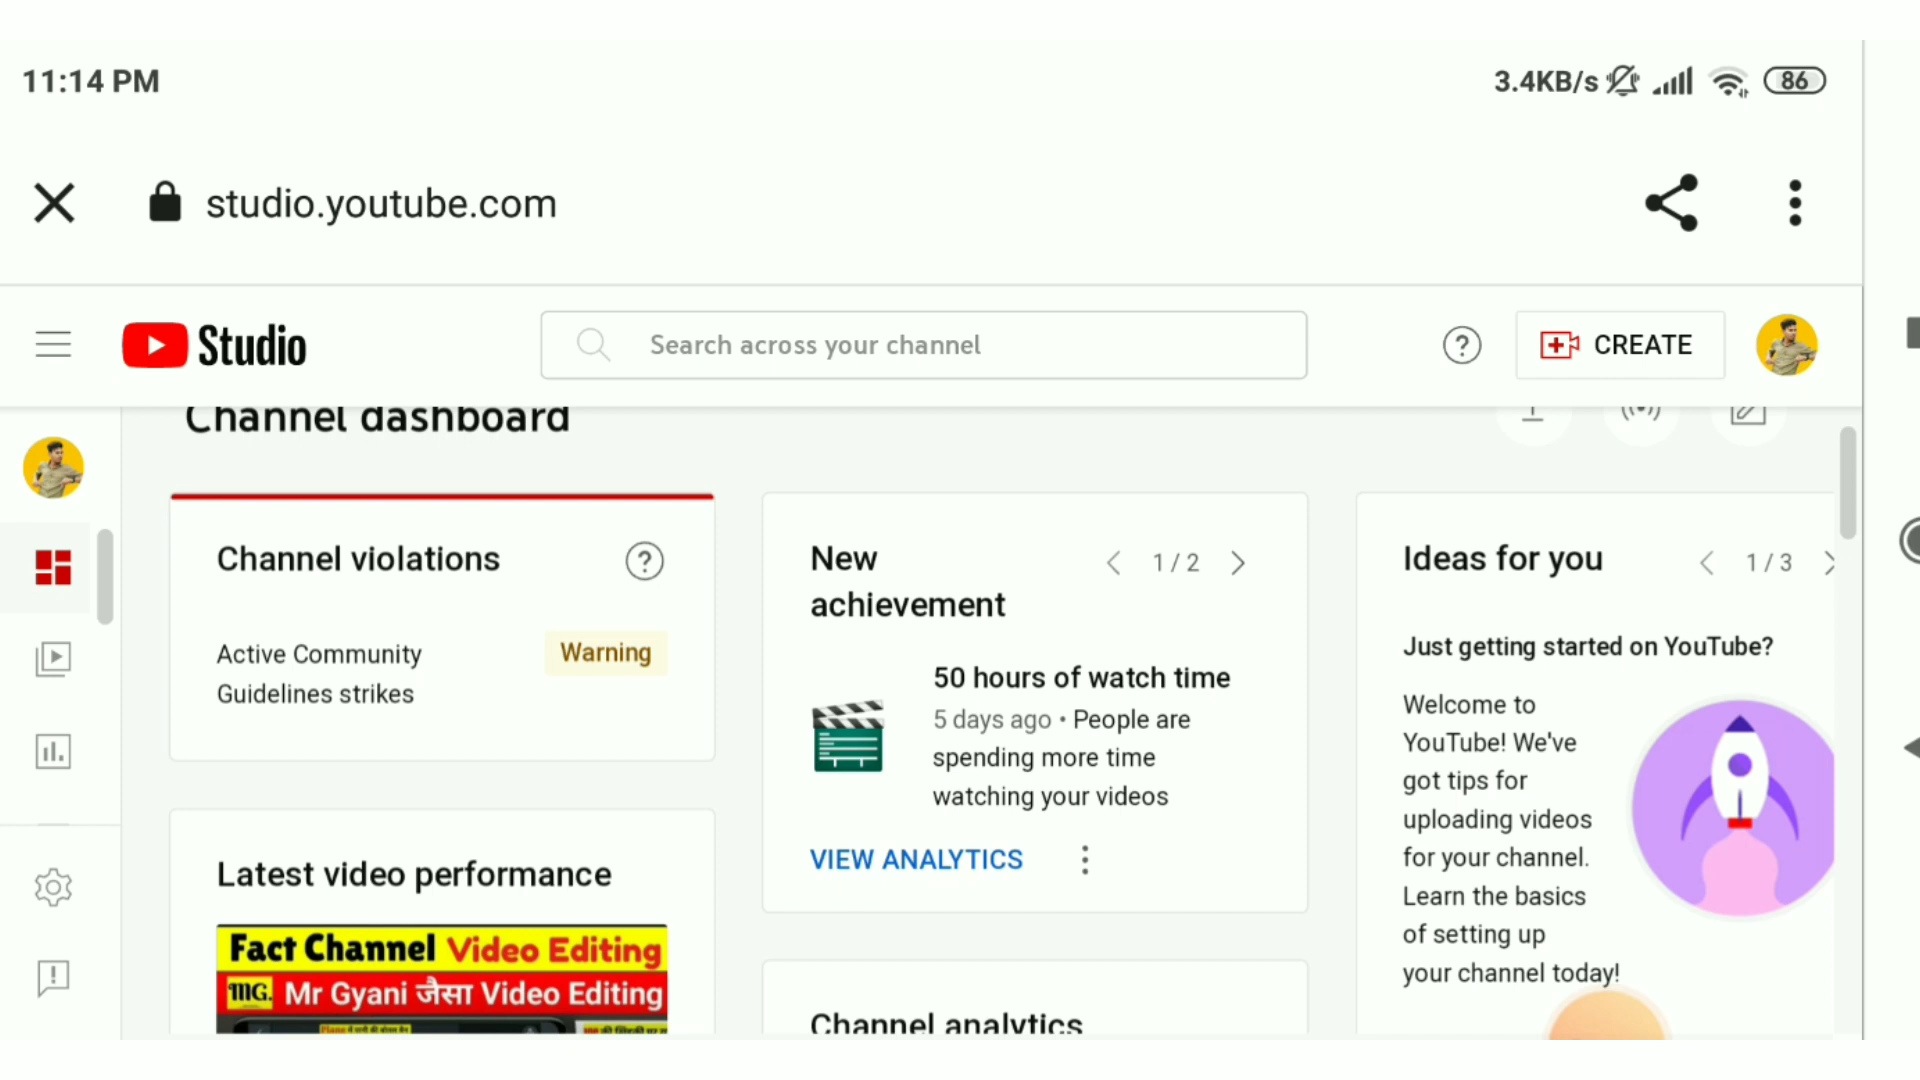 11:14 PM
3.4KB/s
86
studio.youtube.com
Studio
Search across your channel
?
CREATE
Channel dashboard
Channel violations
?
Active Community
Guidelines strikes
Warning
New
achievement
1 / 2
50 hours of watch time
5 days ago • People are
spending more time
watching your videos
VIEW ANALYTICS
Ideas for you
1 / 3
Just getting started on YouTube?
Welcome to
YouTube! We've
got tips for
uploading videos
for your channel.
Learn the basics
of setting up
your channel today!
Latest video performance
Fact Channel Video Editing
MG. Mr Gyani जैसा Video Editing
Channel analytics